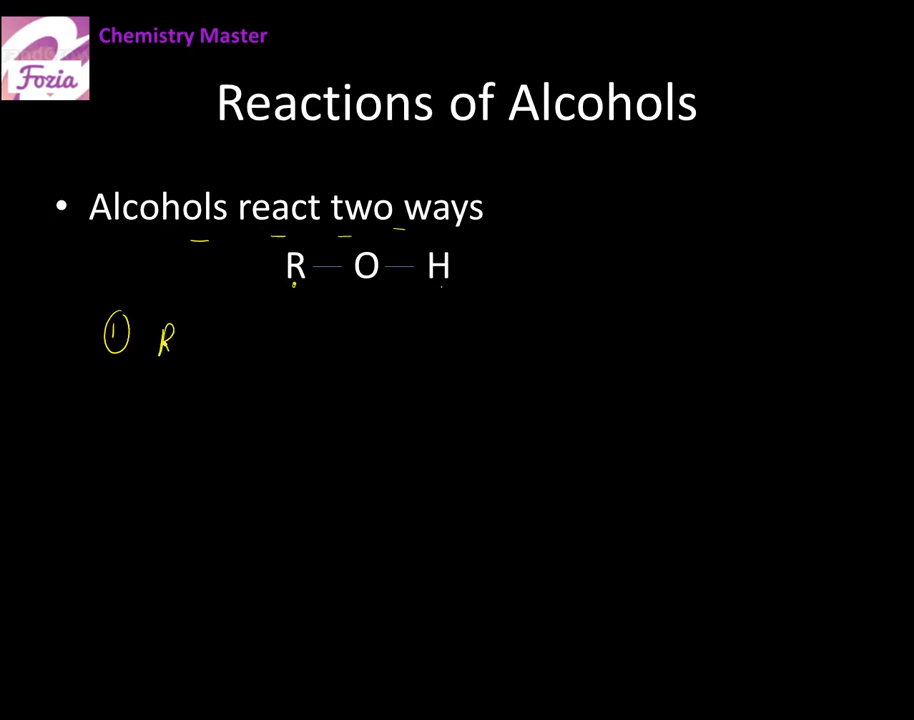 Chemistry Master
Fozia
Reactions of Alcohols
• Alcohols react two ways
R — O — H
① R